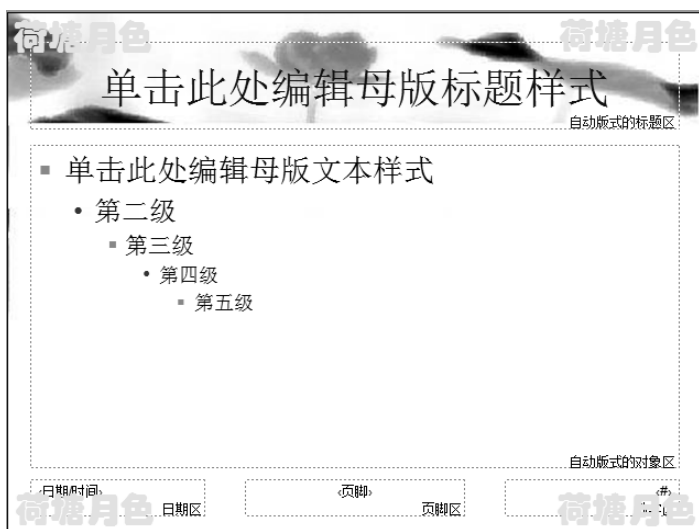 荷塘月色 荷塘月色
单击此处编辑母版标题样式
自动版式的标题区
■ 单击此处编辑母版文本样式
• 第二级
■ 第三级
• 第四级
■ 第五级
自动版式的对象区
‹日期/时间› ‹页脚› ‹#›
日期区 页脚区
荷塘月色 荷塘月色